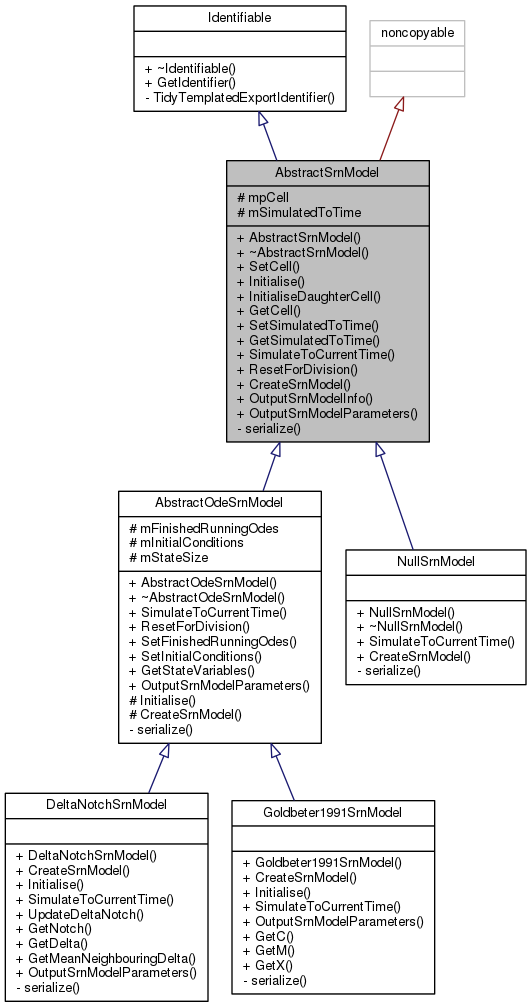 Identifiable
+ ~Identifiable()
+ GetIdentifier()
- TidyTemplatedExportIdentifier()
noncopyable
AbstractSrnModel
# mpCell
# mSimulatedToTime
+ AbstractSrnModel()
+ ~AbstractSrnModel()
+ SetCell()
+ Initialise()
+ InitialiseDaughterCell()
+ GetCell()
+ SetSimulatedToTime()
+ GetSimulatedToTime()
+ SimulateToCurrentTime()
+ ResetForDivision()
+ CreateSrnModel()
+ OutputSrnModelInfo()
+ OutputSrnModelParameters()
- serialize()
AbstractOdeSrnModel
# mFinishedRunningOdes
# mInitialConditions
# mStateSize
+ AbstractOdeSrnModel()
+ ~AbstractOdeSrnModel()
+ SimulateToCurrentTime()
+ ResetForDivision()
+ SetFinishedRunningOdes()
+ SetInitialConditions()
+ GetStateVariables()
+ OutputSrnModelParameters()
# Initialise()
# CreateSrnModel()
- serialize()
NullSrnModel
+ NullSrnModel()
+ ~NullSrnModel()
+ SimulateToCurrentTime()
+ CreateSrnModel()
- serialize()
DeltaNotchSrnModel
+ DeltaNotchSrnModel()
+ CreateSrnModel()
+ Initialise()
+ SimulateToCurrentTime()
+ UpdateDeltaNotch()
+ GetNotch()
+ GetDelta()
+ GetMeanNeighbouringDelta()
+ OutputSrnModelParameters()
- serialize()
Goldbeter1991SrnModel
+ Goldbeter1991SrnModel()
+ CreateSrnModel()
+ Initialise()
+ SimulateToCurrentTime()
+ OutputSrnModelParameters()
+ GetC()
+ GetM()
+ GetX()
- serialize()